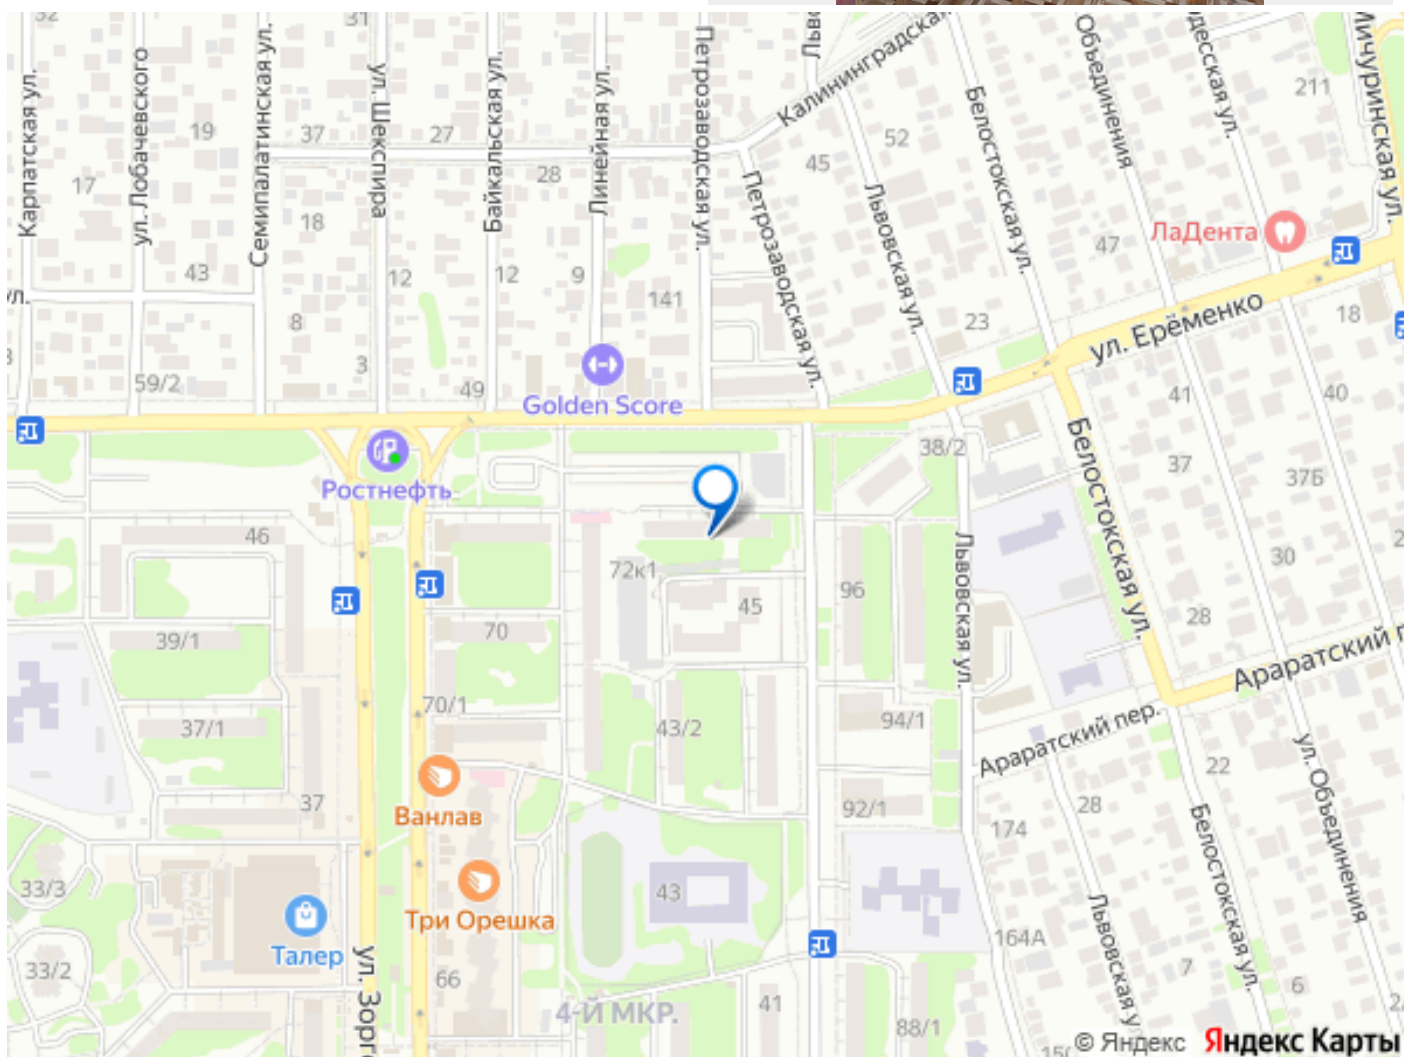 32
31
Карпатская ул.
ул. Лобачевского
Семипалатинская ул.
ул. Шекспира
Байкальская ул.
Линейная ул.
Петрозаводская ул.
Калининградская
Белостокская ул.
Объединения
Мичуринская ул.
211
19
37
27
52
45
17
28
Петрозаводская ул.
Львовская ул.
18
47
ЛаДента
43
12
12
9
141
ул. Ерёменко
8
23
18
3
59/2
49
Golden Score
41
40
38/2
37
37Б
Ростнефть
Белостокская ул.
46
Львовская ул.
30
72к1
96
45
28
39/1
70
Араратский
70/1
37/1
43/2
94/1
Араратский пер.
22
ул. Объединения
Ванлав
37
92/1
28
174
Белостокская ул.
33/3
43
Три Орешка
Львовская у
164А
Талер
ул. Зорге
33/2
66
7
6
4-Й МКР.
41
88/1
© Яндекс Яндекс Карты